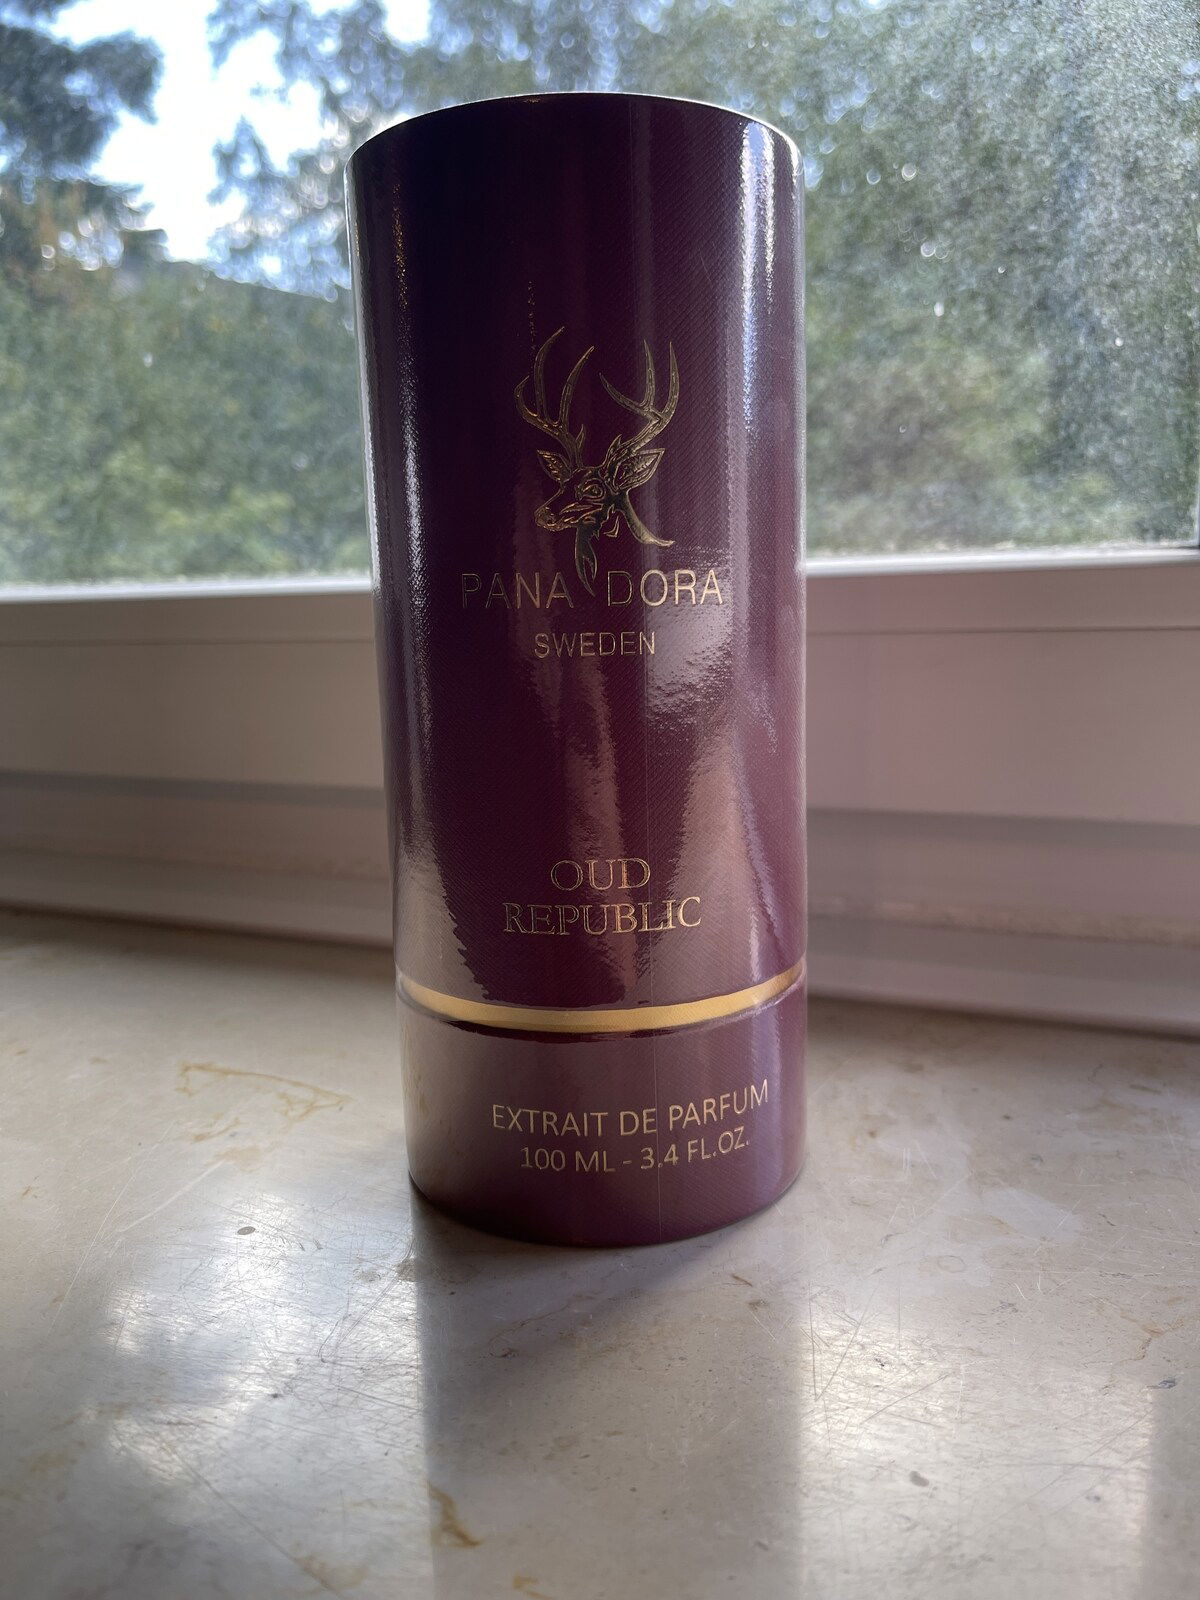 PANA DORA
SWEDEN
OUD
REPUBLIC
EXTRAIT DE PARFUM
100 ML - 3.4 FL.OZ.